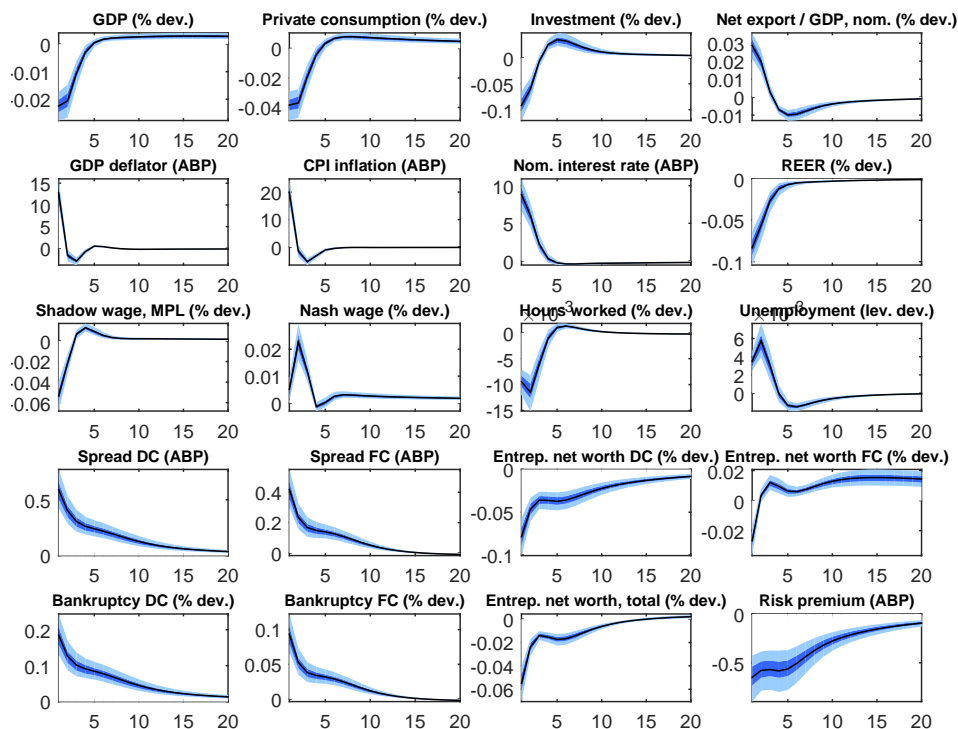 GDP (% dev.) Private consumption (% dev.) Investment (% dev.) Net export / GDP, nom. (% dev.)
0 -0.01 -0.02 0 -0.02 -0.04 0 -0.05 -0.1 0.03 0.02 0.01 0 -0.01
5 10 15 20 5 10 15 20 5 10 15 20 5 10 15 20
GDP deflator (ABP) CPI inflation (ABP) Nom. interest rate (ABP) REER (% dev.)
15 10 5 0 20 10 0 10 5 0 0 -0.05 -0.1
5 10 15 20 5 10 15 20 5 10 15 20 5 10 15 20
Shadow wage, MPL (% dev.) Nash wage (% dev.) Hours worked (% dev.) Unemployment (lev. dev)
0 -0.02 -0.04 -0.06 0.02 0.01 0 -5 -10 -15 6 4 2 0
5 10 15 20 5 10 15 20 5 10 15 20 5 10 15 20
Spread DC (ABP) Spread FC (ABP) Entrep. net worth DC (% dev.) Entrep. net worth FC (% dev.)
0.5 0 0.4 0.2 0 0 -0.05 -0.1 0.02 0 -0.02
5 10 15 20 5 10 15 20 5 10 15 20 5 10 15 20
Bankruptcy DC (% dev.) Bankruptcy FC (% dev.) Entrep. net worth, total (% dev.) Risk premium (ABP)
0.2 0.1 0 0.1 0.05 0 0 -0.02 -0.04 -0.06 -0.5
5 10 15 20 5 10 15 20 5 10 15 20 5 10 15 20